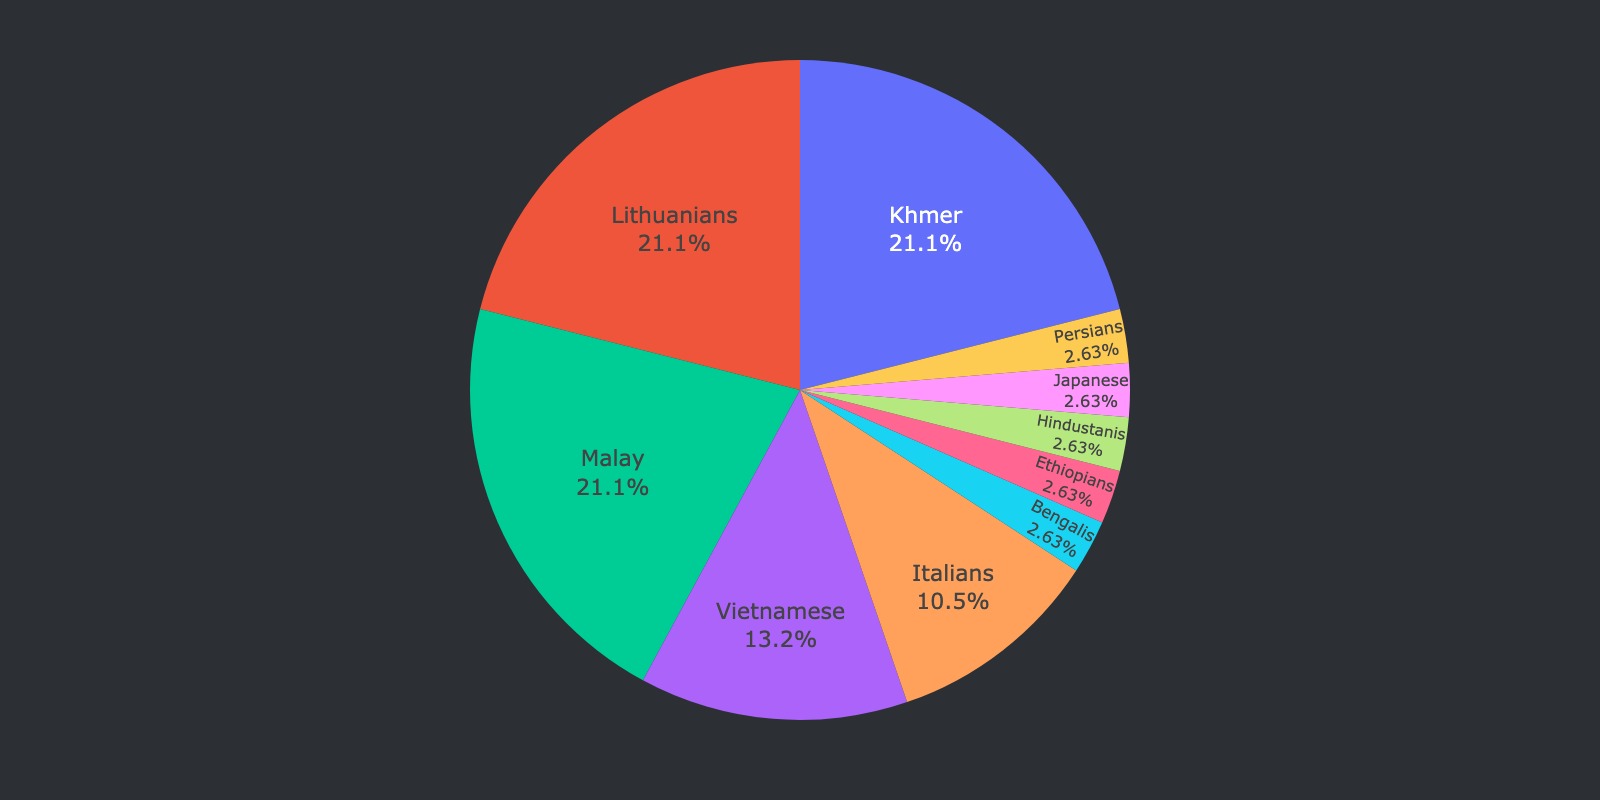 Lithuanians
21.1%
Khmer
21.1%
Persians
2.63%
Japanese
2.63%
Hindustanis
2.63%
Ethiopians
2.63%
Bengalis
2.63%
Malay
21.1%
Italians
10.5%
Vietnamese
13.2%